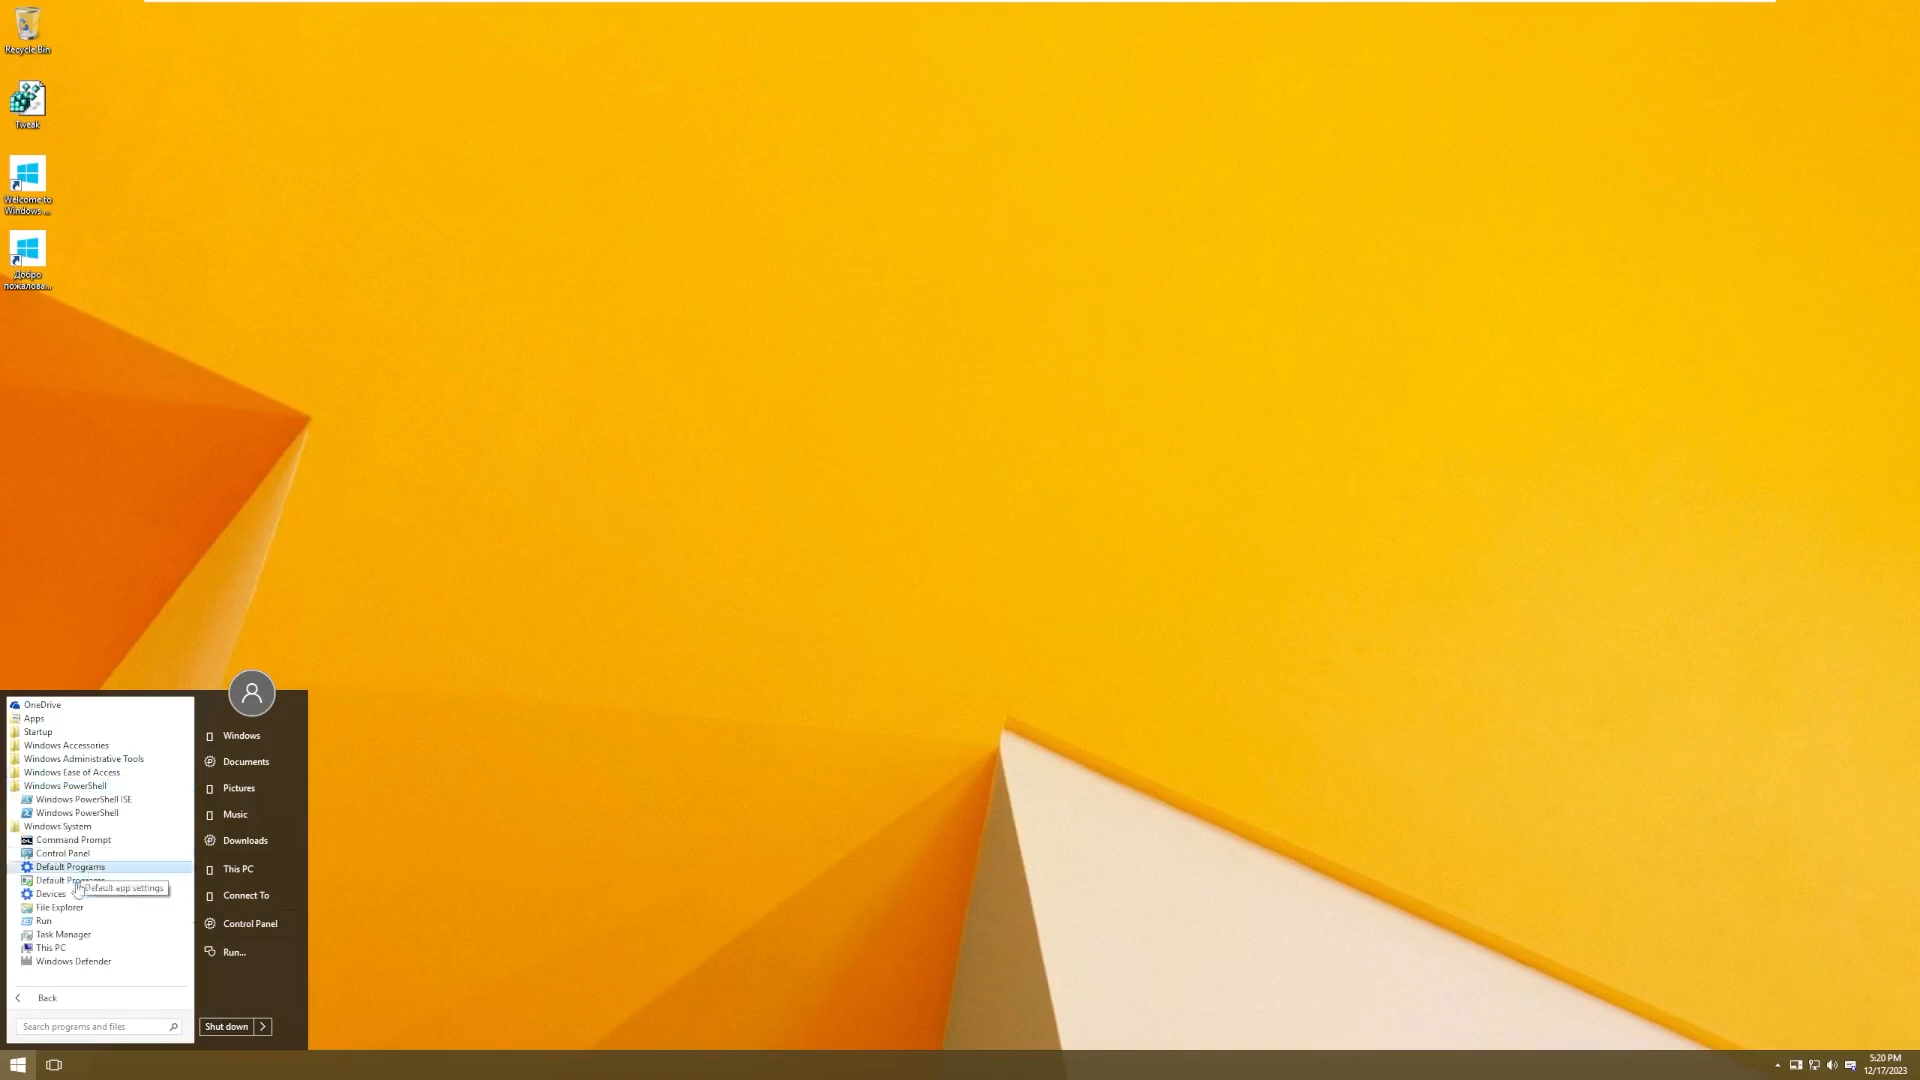 Recycle Bin
Tweak
Welcome to
Windows ...
Добро
пожалова...
OneDrive
Apps
Startup
Windows Accessories
Windows Administrative Tools
Windows Ease of Access
Windows PowerShell
Windows PowerShell ISE
Windows PowerShell
Windows System
Command Prompt
Control Panel
Default Programs
Default Programs
Default app settings
Devices
File Explorer
Run
Task Manager
This PC
Windows Defender
Back
Search programs and files
Windows
Documents
Pictures
Music
Downloads
This PC
Connect To
Control Panel
Run...
Shut down
5:20 PM
12/17/2023